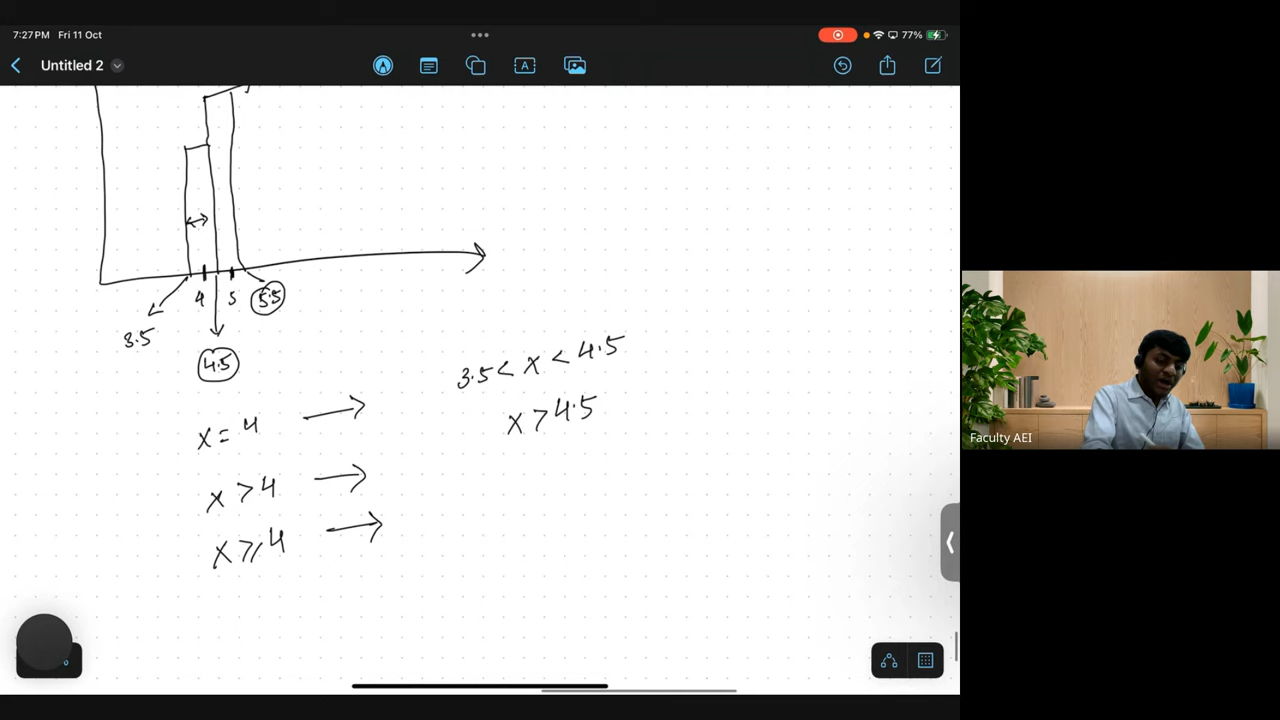 7:27 PM Fri 11 Oct
77%
Untitled 2
A
4 5 5.5
3.5
4.5
3.5 < x < 4.5
x = 4 →
x > 4.5
x > 4 →
x ≥ 4 →
Faculty AEI